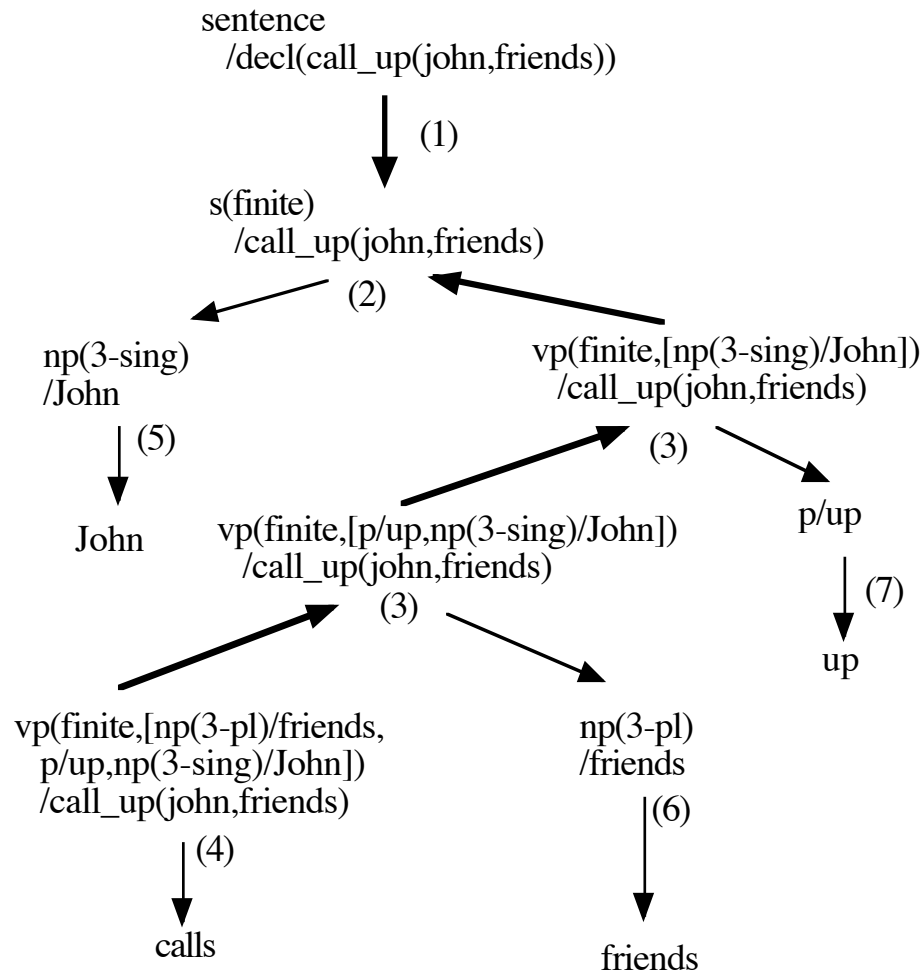 sentence
/decl(call_up(john,friends))
(1)
s(finite)
/call_up(john,friends)
(2)
np(3-sing)
/John
vp(finite,[np(3-sing)/John])
/call_up(john,friends)
(5)
(3)
John
vp(finite,[p/up,np(3-sing)/John])
/call_up(john,friends)
p/up
(3)
(7)
up
vp(finite,[np(3-pl)/friends,
p/up,np(3-sing)/John])
/call_up(john,friends)
np(3-pl)
/friends
(4)
(6)
calls
friends